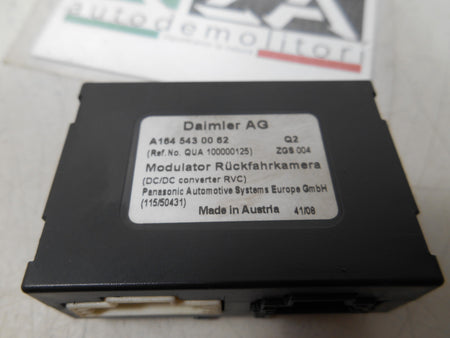 autodemolitori
Daimler AG
A164 543 00 62 Q2
(Ref.No. QUA 100000125) ZGS 004
Modulator Rückfahrkamera
(DC/DC converter RVC)
Panasonic Automotive Systems Europe GmbH
(115/50431)
Made in Austria 41/08